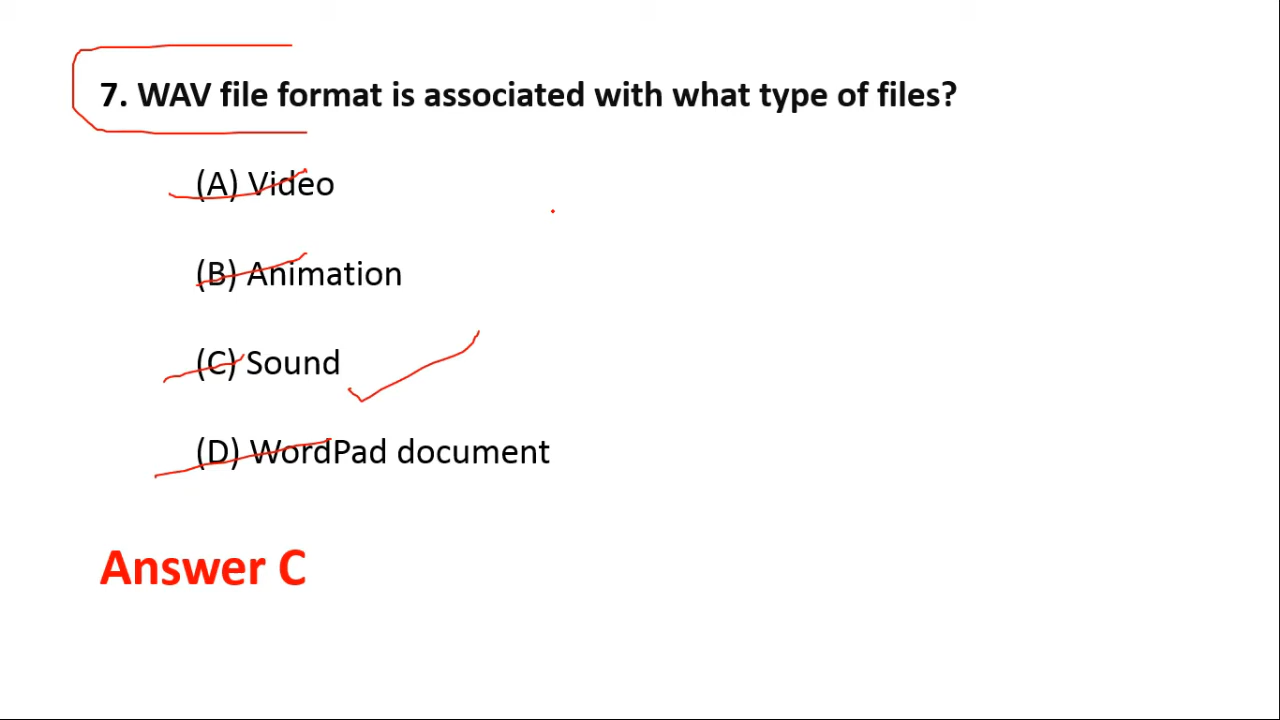 7. WAV file format is associated with what type of files?
(A) Video
(B) Animation
(C) Sound
(D) WordPad document
Answer C